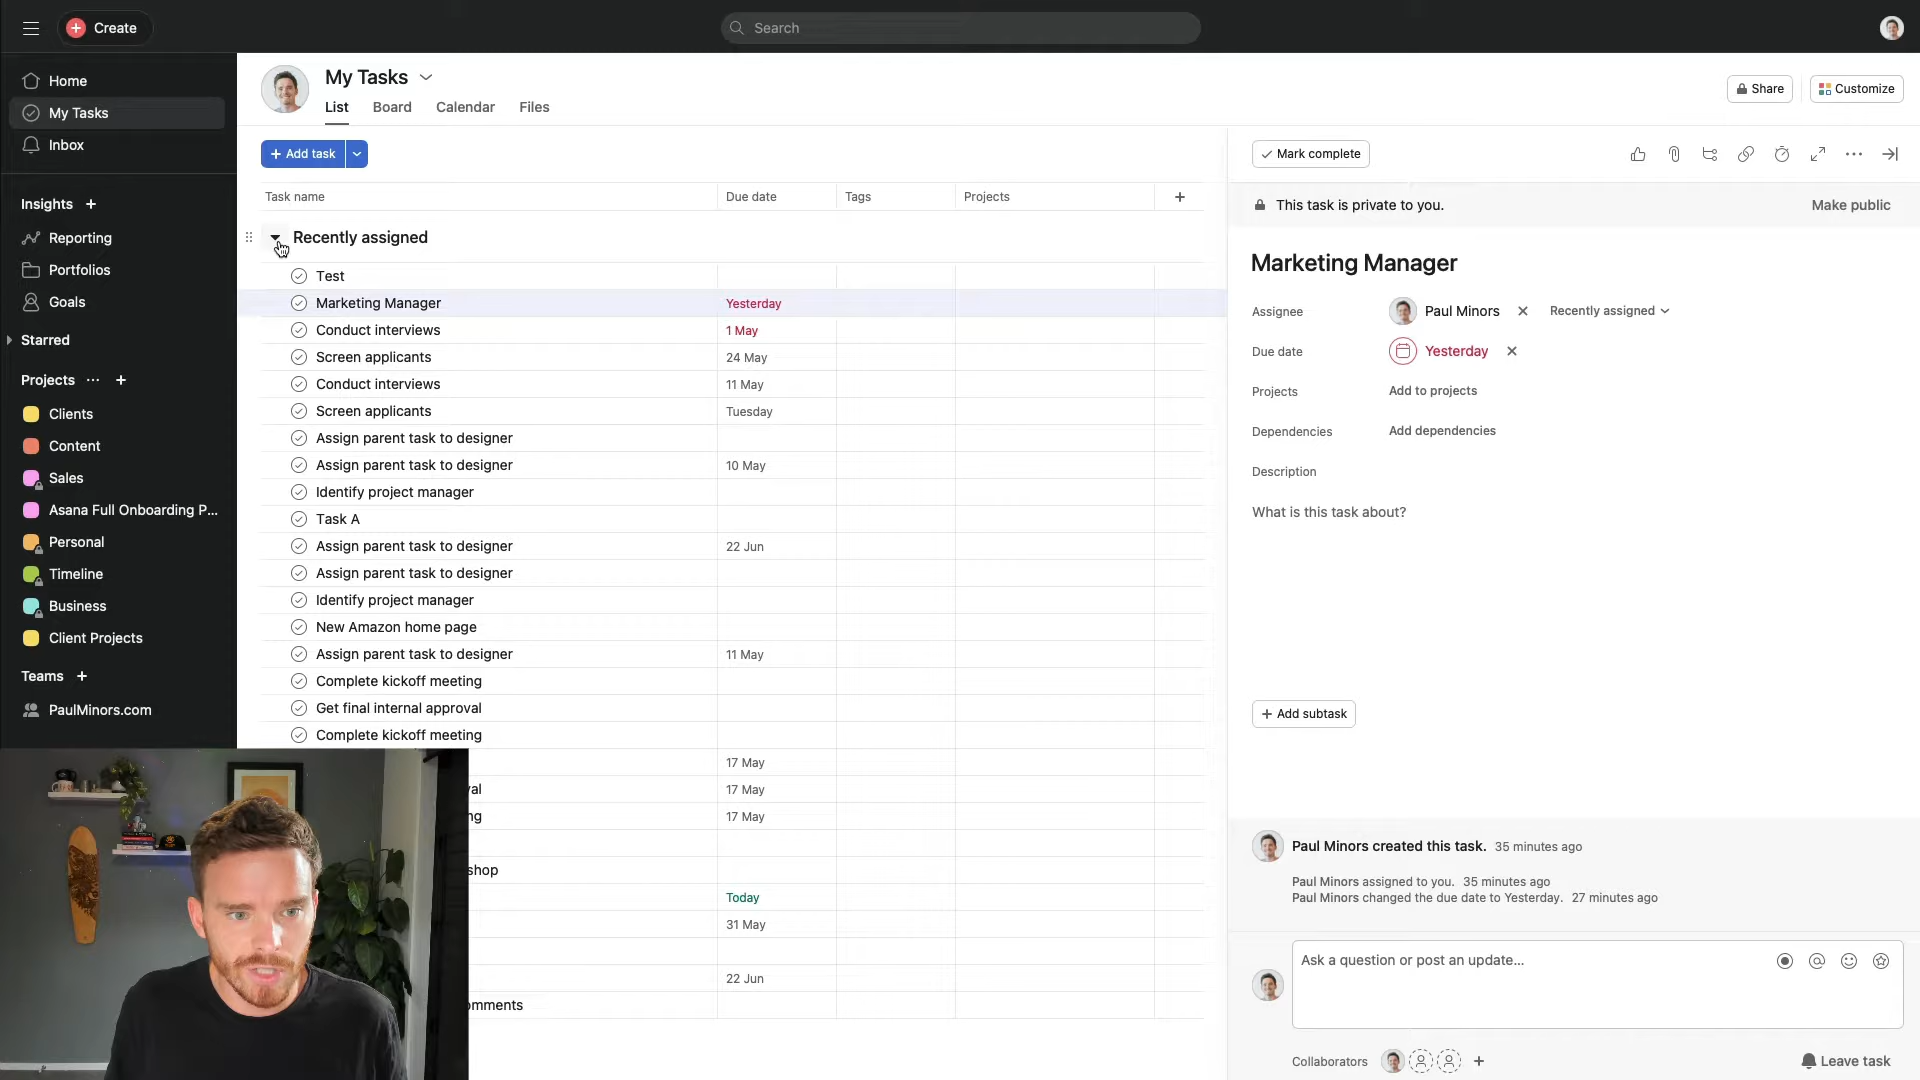 Create
Search
Home
My Tasks
Inbox
Insights +
Reporting
Portfolios
Goals
Starred
Projects ... +
Clients
Content
Sales
Asana Full Onboarding P...
Personal
Timeline
Business
Client Projects
Teams +
PaulMinors.com
My Tasks
List Board Calendar Files
Share
Customize
+ Add task
Task name Due date Tags Projects +
Recently assigned
Test
Marketing Manager Yesterday
Conduct interviews 1 May
Screen applicants 24 May
Conduct interviews 11 May
Screen applicants Tuesday
Assign parent task to designer
Assign parent task to designer 10 May
Identify project manager
Task A
Assign parent task to designer 22 Jun
Assign parent task to designer
Identify project manager
New Amazon home page
Assign parent task to designer 11 May
Complete kickoff meeting
Get final internal approval
Complete kickoff meeting
17 May
val 17 May
ng 17 May
shop
Today
31 May
22 Jun
omments
Mark complete
This task is private to you. Make public
Marketing Manager
Assignee Paul Minors Recently assigned
Due date Yesterday
Projects Add to projects
Dependencies Add dependencies
Description
What is this task about?
+ Add subtask
Paul Minors created this task. 35 minutes ago
Paul Minors assigned to you. 35 minutes ago
Paul Minors changed the due date to Yesterday. 27 minutes ago
Ask a question or post an update...
Collaborators + Leave task